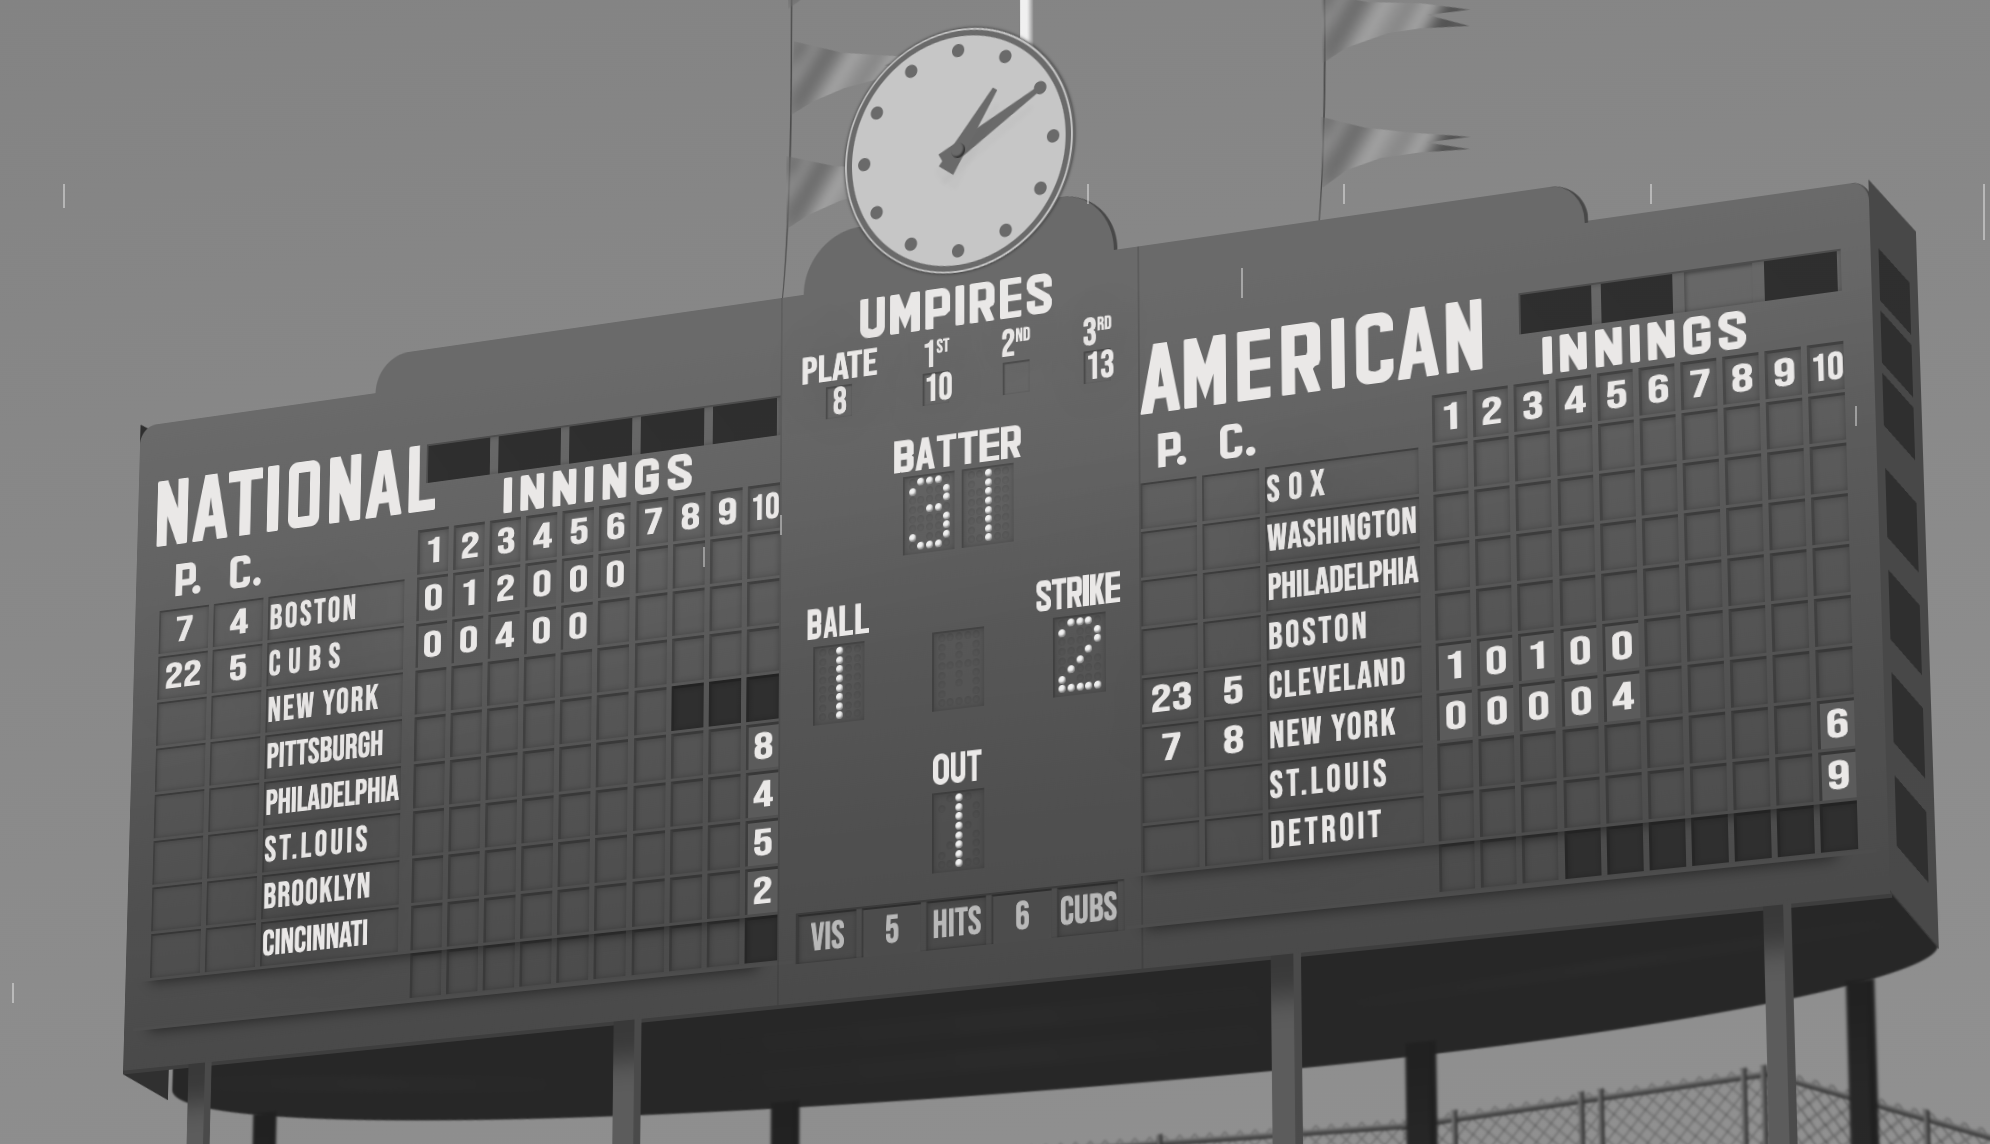 NATIONAL
INNINGS
P. C. 1 2 3 4 5 6 7 8 9 10
7 4 BOSTON 0 1 2 0 0 0
22 5 CUBS 0 0 4 0 0
NEW YORK
PITTSBURGH 8
PHILADELPHIA 4
ST.LOUIS 5
BROOKLYN 2
CINCINNATI
UMPIRES
PLATE 1ST 2ND 3RD
8 10 13
BATTER
31
BALL STRIKE
1 2
OUT
1
VIS 5 HITS 6 CUBS
AMERICAN
INNINGS
P. C. 1 2 3 4 5 6 7 8 9 10
SOX
WASHINGTON
PHILADELPHIA
BOSTON
23 5 CLEVELAND 1 0 1 0 0
7 8 NEW YORK 0 0 0 0 4
ST.LOUIS 6
DETROIT 9